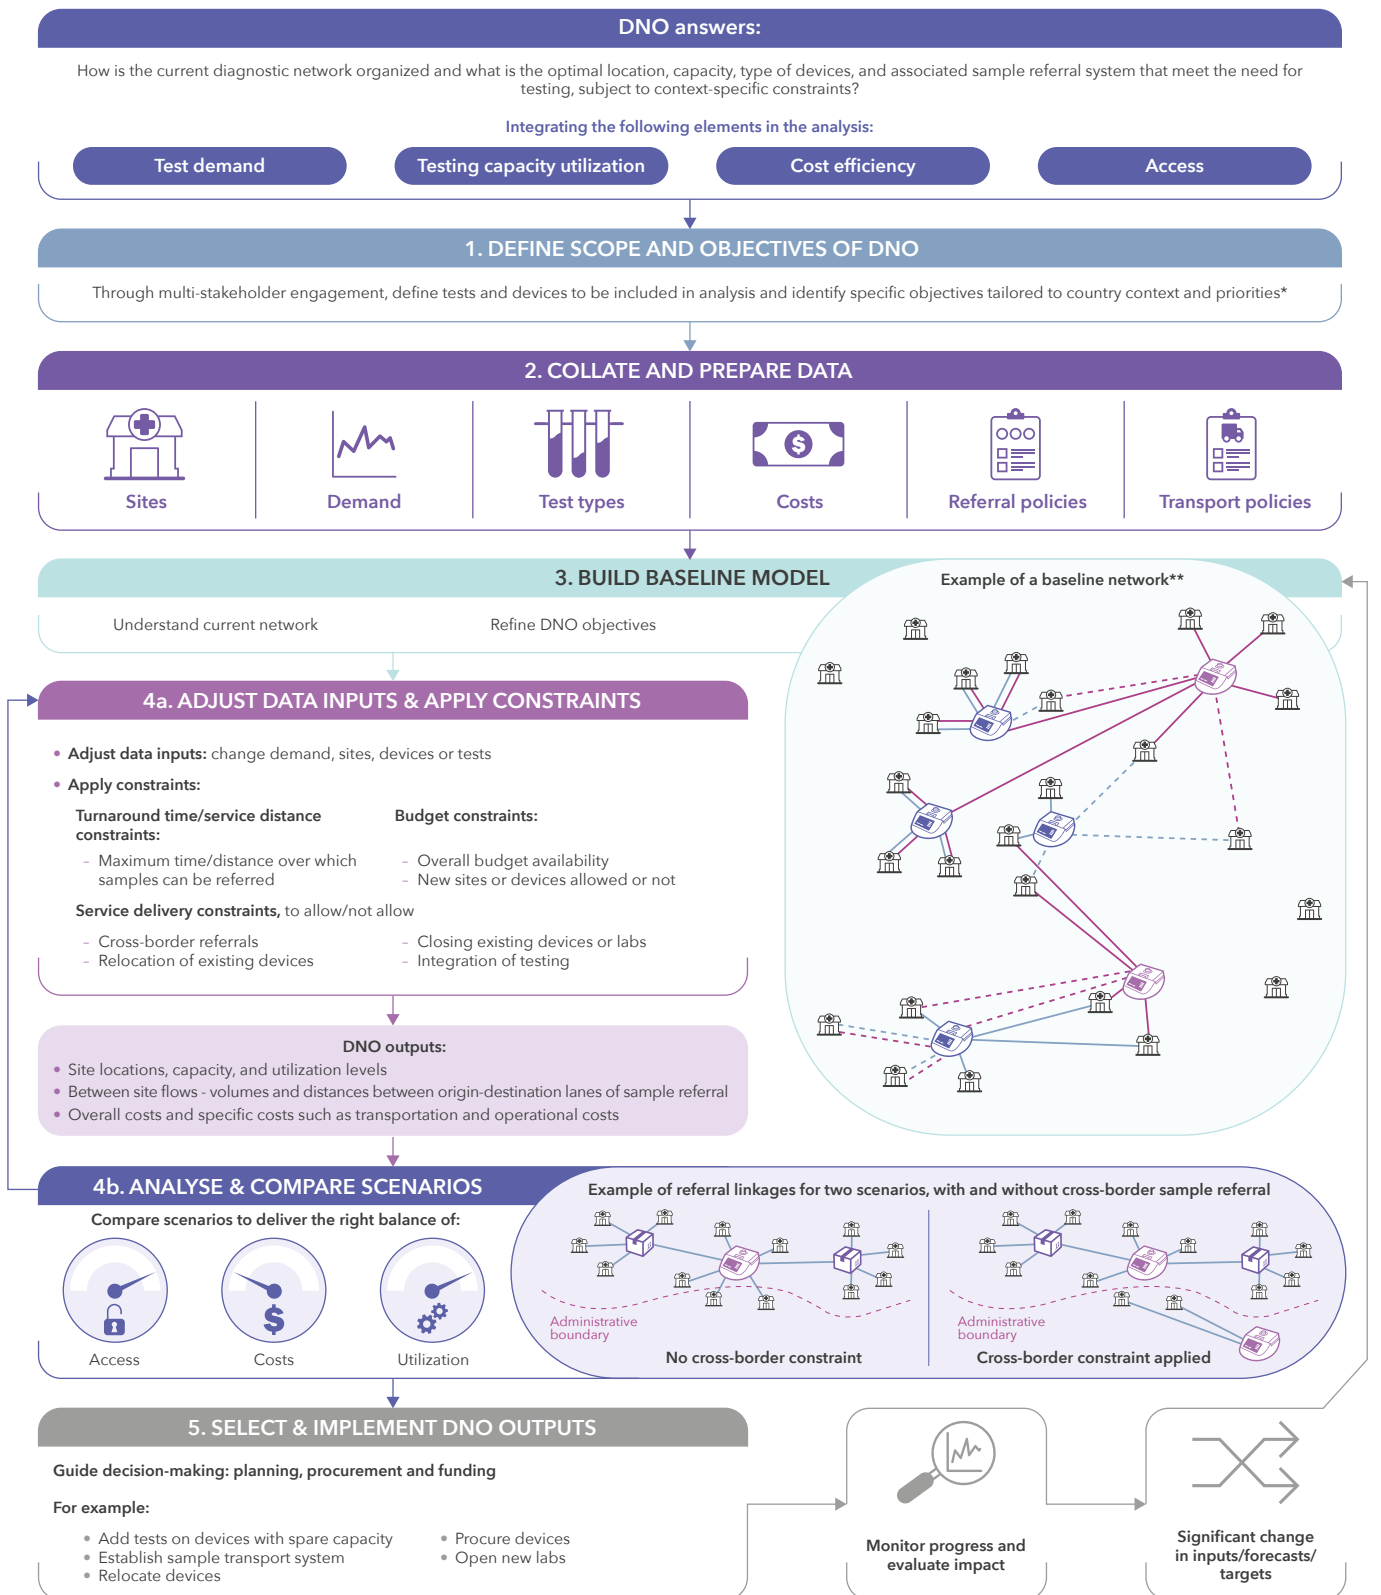 DNO answers:
How is the current diagnostic network organized and what is the optimal location, capacity, type of devices, and associated sample referral system that meet the need for
testing, subject to context-specific constraints?
Integrating the following elements in the analysis:
Test demand
Testing capacity utilization
Cost efficiency
Access
1. DEFINE SCOPE AND OBJECTIVES OF DNO
Through multi-stakeholder engagement, define tests and devices to be included in analysis and identify specific objectives tailored to country context and priorities*
2. COLLATE AND PREPARE DATA
Sites
Demand
Test types
$
Costs
Referral policies
Transport policies
3. BUILD BASELINE MODEL
Understand current network
Refine DNO objectives
Example of a baseline network**
4a. ADJUST DATA INPUTS & APPLY CONSTRAINTS
• Adjust data inputs: change demand, sites, devices or tests
• Apply constraints:
Turnaround time/service distance
constraints:
– Maximum time/distance over which
samples can be referred
Budget constraints:
– Overall budget availability
– New sites or devices allowed or not
Service delivery constraints, to allow/not allow
– Cross-border referrals
– Relocation of existing devices
– Closing existing devices or labs
– Integration of testing
DNO outputs:
• Site locations, capacity, and utilization levels
• Between site flows - volumes and distances between origin-destination lanes of sample referral
• Overall costs and specific costs such as transportation and operational costs
4b. ANALYSE & COMPARE SCENARIOS
Compare scenarios to deliver the right balance of:
Access
$
Costs
Utilization
Example of referral linkages for two scenarios, with and without cross-border sample referral
Administrative
boundary
No cross-border constraint
Administrative
boundary
Cross-border constraint applied
5. SELECT & IMPLEMENT DNO OUTPUTS
Guide decision-making: planning, procurement and funding
For example:
• Add tests on devices with spare capacity
• Establish sample transport system
• Relocate devices
• Procure devices
• Open new labs
Monitor progress and
evaluate impact
Significant change
in inputs/forecasts/
targets